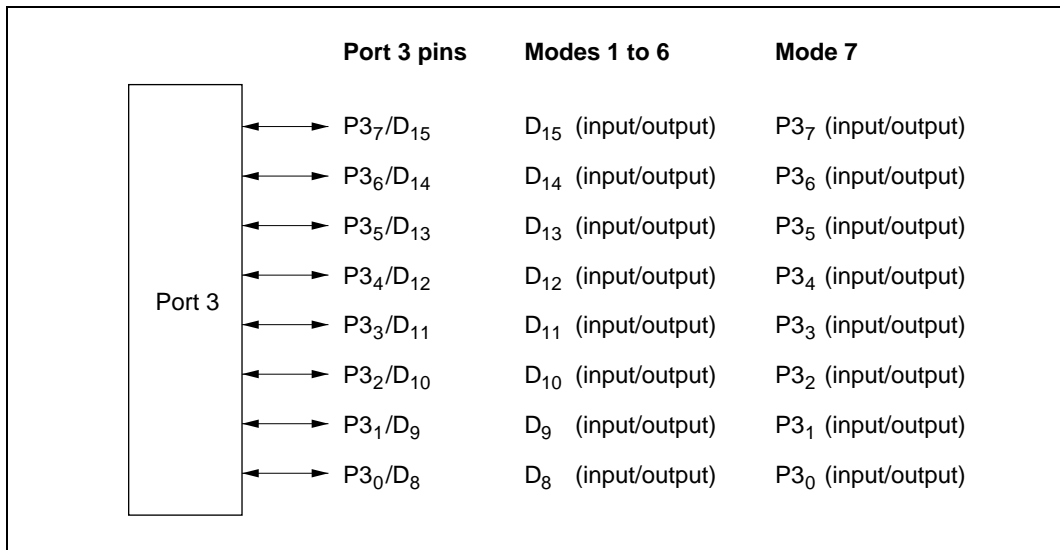 Port 3 pins Modes 1 to 6 Mode 7
P3₇/D₁₅ D₁₅ (input/output) P3₇ (input/output)
P3₆/D₁₄ D₁₄ (input/output) P3₆ (input/output)
P3₅/D₁₃ D₁₃ (input/output) P3₅ (input/output)
P3₄/D₁₂ D₁₂ (input/output) P3₄ (input/output)
Port 3
P3₃/D₁₁ D₁₁ (input/output) P3₃ (input/output)
P3₂/D₁₀ D₁₀ (input/output) P3₂ (input/output)
P3₁/D₉ D₉ (input/output) P3₁ (input/output)
P3₀/D₈ D₈ (input/output) P3₀ (input/output)